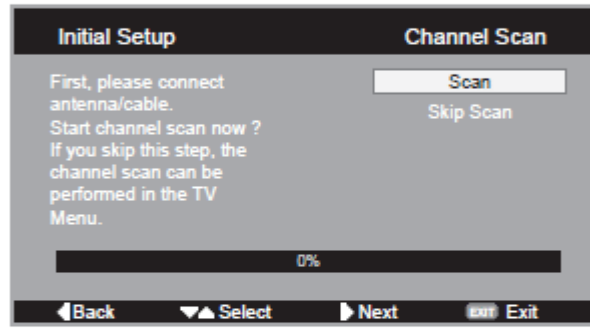 Initial Setup
Channel Scan
First, please connect
antenna/cable.
Start channel scan now ?
If you skip this step, the
channel scan can be
performed in the TV
Menu.
Scan
Skip Scan
0%
Back Select Next EXIT Exit